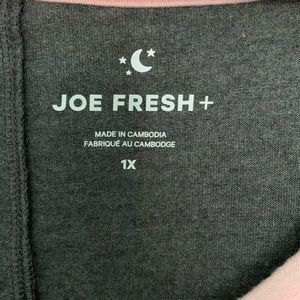 JOE FRESH+
MADE IN CAMBODIA
FABRIQUÉ AU CAMBODGE
1X